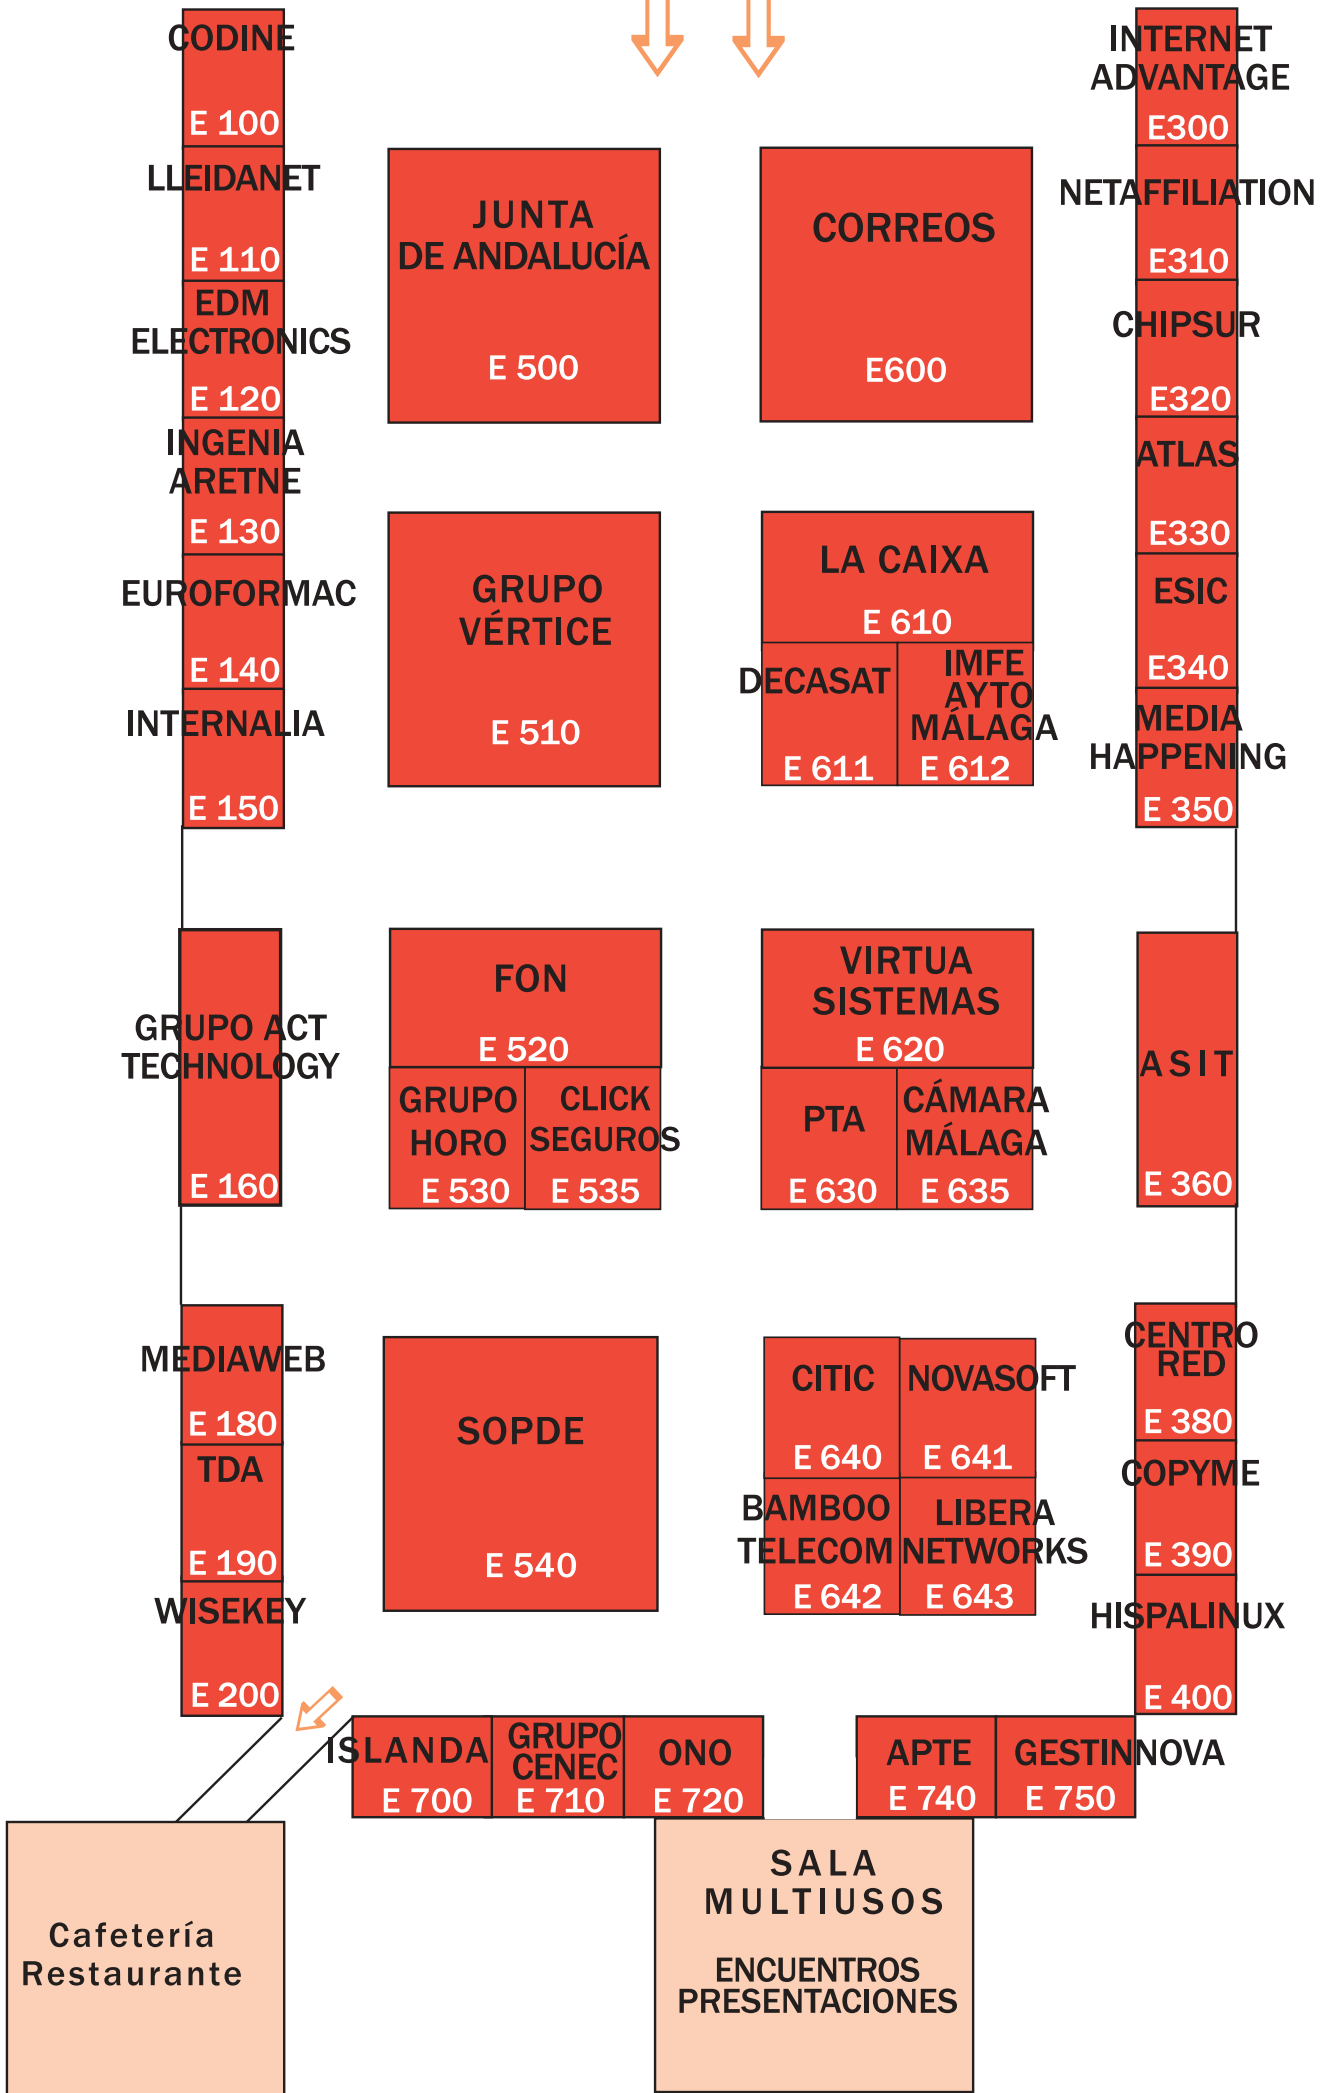 CODINE
E 100
LLEIDANET
E 110
EDM
ELECTRONICS
E 120
INGENIA
ARETNE
E 130
EUROFORMAC
E 140
INTERNALIA
E 150
GRUPO ACT
TECHNOLOGY
E 160
MEDIAWEB
E 180
TDA
E 190
WISEKEY
E 200
JUNTA
DE ANDALUCÍA
E 500
GRUPO
VÉRTICE
E 510
FON
E 520
GRUPO
HORO
E 530
CLICK
SEGUROS
E 535
SOPDE
E 540
CORREOS
E600
LA CAIXA
E 610
DECASAT
E 611
IMFE
AYTO
MÁLAGA
E 612
VIRTUA
SISTEMAS
E 620
PTA
E 630
CÁMARA
MÁLAGA
E 635
CITIC
E 640
NOVASOFT
E 641
BAMBOO
TELECOM
E 642
LIBERA
NETWORKS
E 643
INTERNET
ADVANTAGE
E300
NETAFFILIATION
E310
CHIPSUR
E320
ATLAS
E330
ESIC
E340
MEDIA
HAPPENING
E 350
ASIT
E 360
CENTRO
RED
E 380
COPYME
E 390
HISPALINUX
E 400
ISLANDA
E 700
GRUPO
CENEC
E 710
ONO
E 720
APTE
E 740
GESTINNOVA
E 750
Cafetería
Restaurante
SALA
MULTIUSOS
ENCUENTROS
PRESENTACIONES